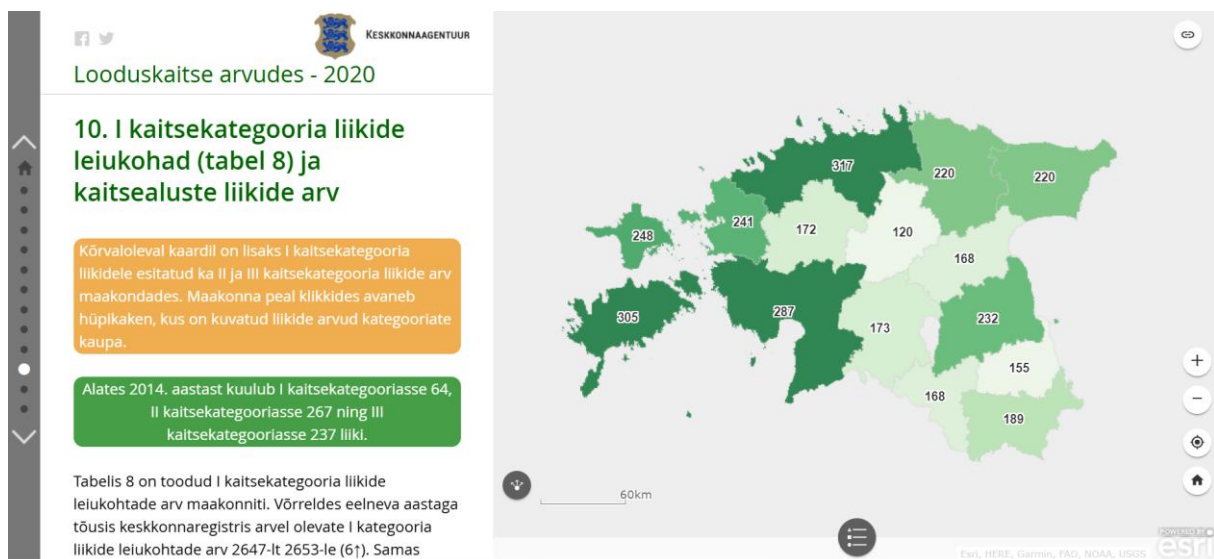 KESKKONNAAGENTUUR
Looduskaitse arvudes - 2020
10. I kaitsekategooria liikide
leiukohad (tabel 8) ja
kaitsealuste liikide arv
Kõrvaloleval kaardil on lisaks I kaitsekategooria
liikidele esitatud ka II ja III kaitsekategooria liikide arv
maakondades. Maakonna peal klikkides avaneb
hüpikaken, kus on kuvatud liikide arvud kategooriate
kaupa.
Alates 2014. aastast kuulub I kaitsekategooriasse 64,
II kaitsekategooriasse 267 ning III
kaitsekategooriasse 237 liiki.
Tabelis 8 on toodud I kaitsekategooria liikide
leiukohtade arv maakonniti. Võrreldes eelneva aastaga
tõusis keskkonnaregistris arvel olevate I kategooria
liikide leiukohtade arv 2647-lt 2653-le (6↑). Samas
317
220
220
241
248
172
120
168
305
287
173
232
155
168
189
60km
POWERED BY
esri
Esri, HERE, Garmin, FAO, NOAA, USGS